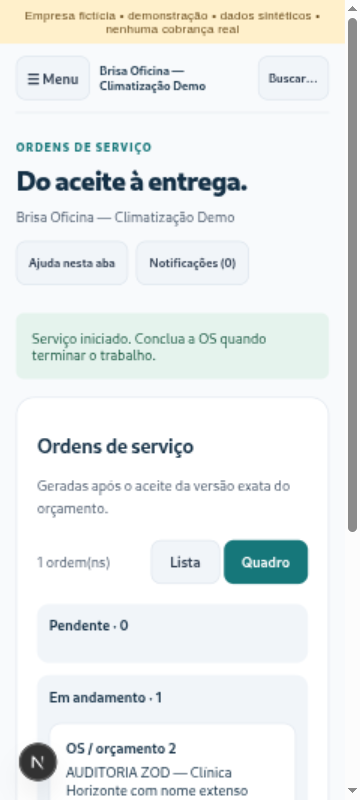 Empresa fictícia • demonstração • dados sintéticos •
nenhuma cobrança real
☰ Menu
Brisa Oficina —
Climatização Demo
Buscar...
ORDENS DE SERVIÇO
Do aceite à entrega.
Brisa Oficina — Climatização Demo
Ajuda nesta aba
Notificações (0)
Serviço iniciado. Conclua a OS quando
terminar o trabalho.
Ordens de serviço
Geradas após o aceite da versão exata do
orçamento.
1 ordem(ns)
Lista
Quadro
Pendente · 0
Em andamento · 1
OS / orçamento 2
AUDITORIA ZOD — Clínica
Horizonte com nome extenso
N